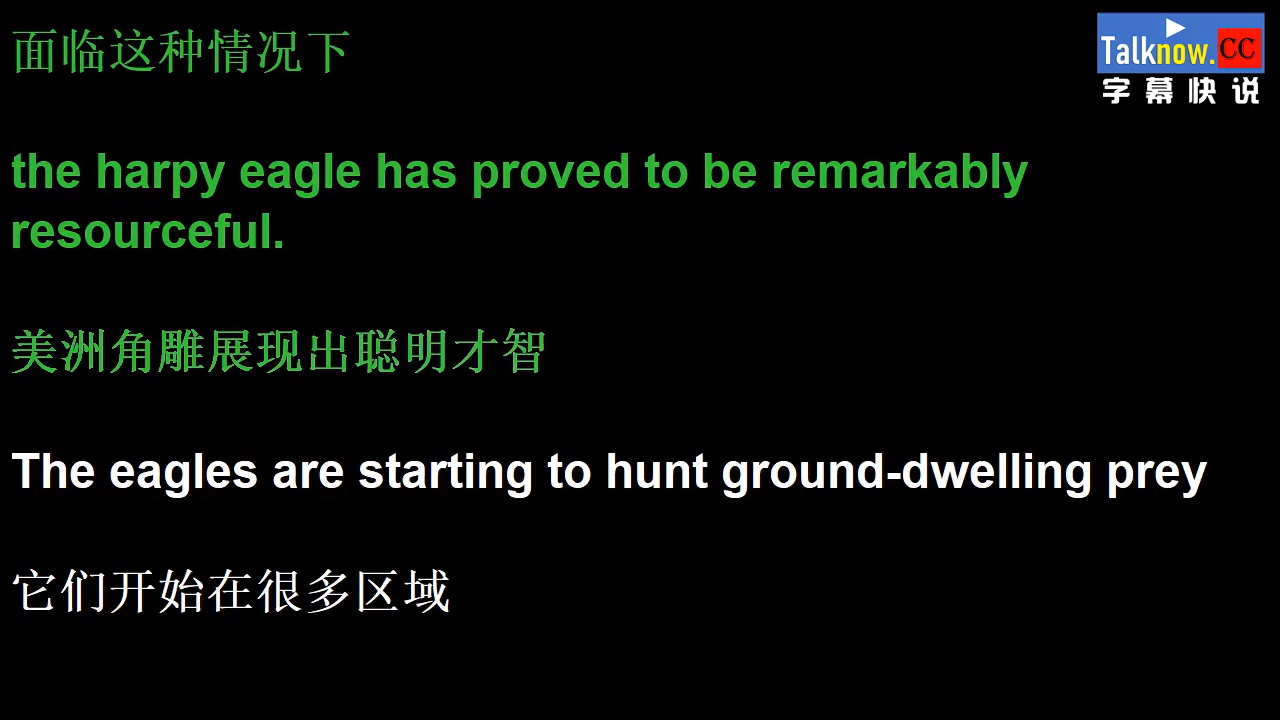 面临这种情况下
Talknow.CC
字幕快说
the harpy eagle has proved to be remarkably
resourceful.
美洲角雕展现出聪明才智
The eagles are starting to hunt ground-dwelling prey
它们开始在很多区域